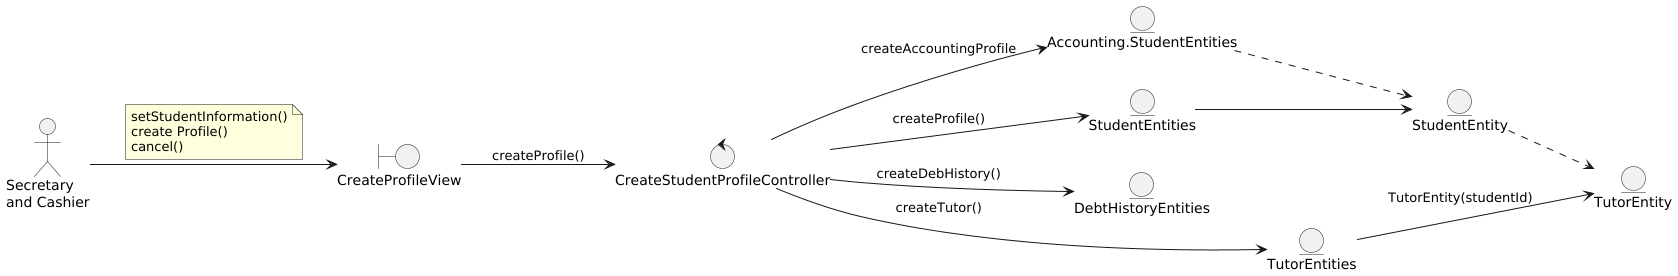 setStudentInformation()
create Profile()
cancel()
Secretary
and Cashier
CreateProfileView
createProfile()
CreateStudentProfileController
createAccountingProfile
Accounting.StudentEntities
createProfile()
StudentEntities
createDebHistory()
DebtHistoryEntities
createTutor()
TutorEntities
StudentEntity
TutorEntity(studentId)
TutorEntity